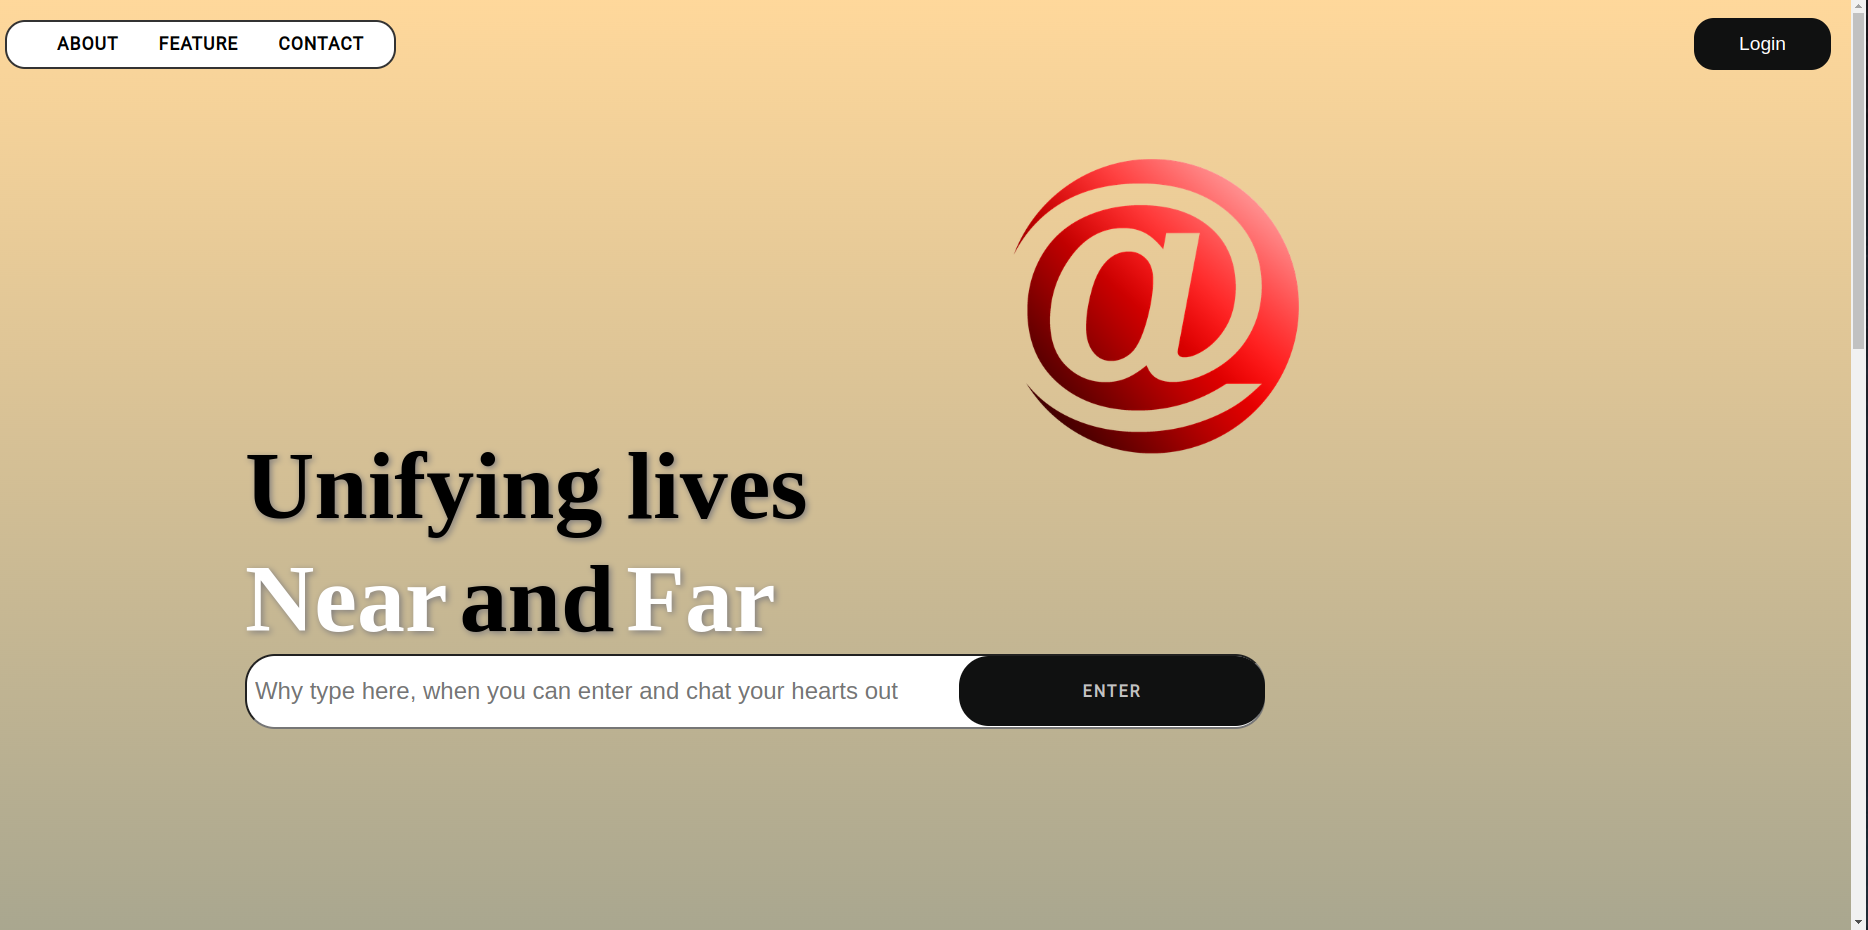 ABOUT FEATURE CONTACT
Login
@
Unifying lives
Near and Far
Why type here, when you can enter and chat your hearts out
ENTER